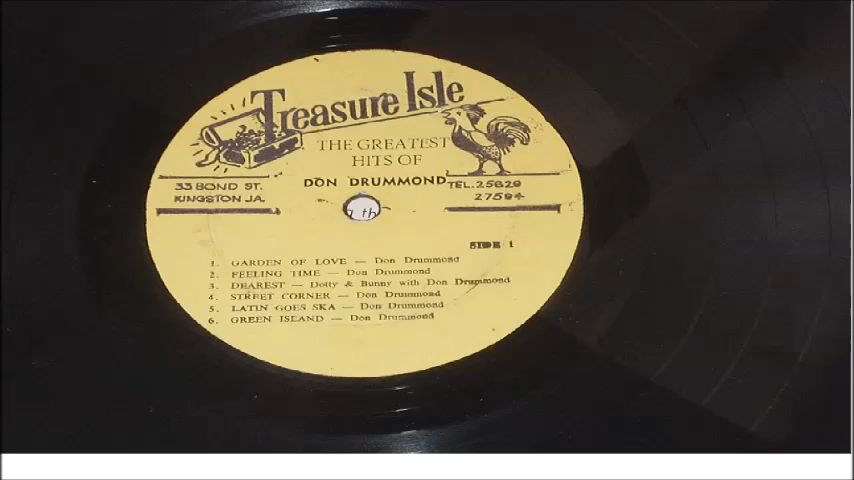 Treasure Isle
THE GREATEST
HITS OF
DON DRUMMOND
33 BOND ST.
KINGSTON JA.
TEL. 25829
27594
th
SIDE 1
1. GARDEN OF LOVE — Don Drummond
2. FEELING TIME — Don Drummond
3. DEAREST — Dotty & Bunny with Don Drummond
4. STREET CORNER — Don Drummond
5. LATIN GOES SKA — Don Drummond
6. GREEN ISLAND — Don Drummond